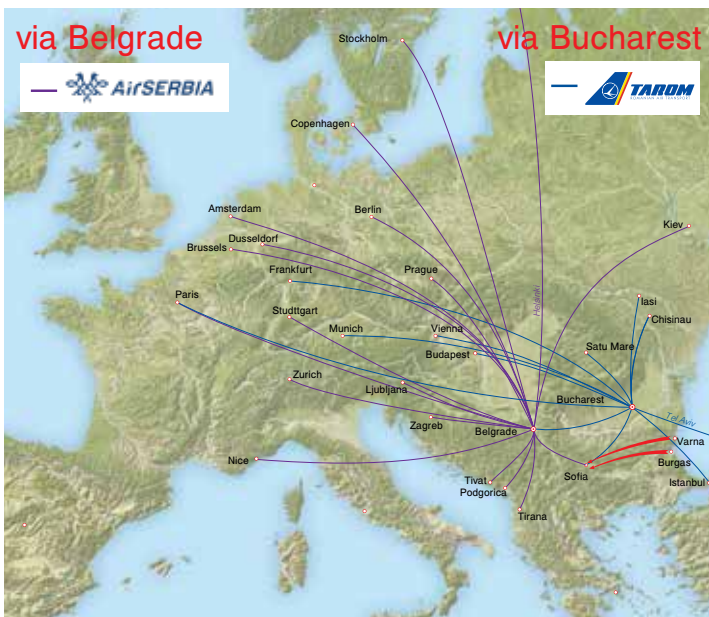 via Belgrade
via Bucharest
AirSERBIA
TAROM
ROMANIAN AIR TRANSPORT
Stockholm
Copenhagen
Amsterdam
Berlin
Kiev
Dusseldorf
Brussels
Frankfurt
Prague
Helsinki
Paris
Iasi
Studttgart
Chisinau
Munich
Vienna
Satu Mare
Budapest
Zurich
Ljubljana
Bucharest
Tel Aviv
Zagreb
Belgrade
Varna
Nice
Burgas
Sofia
Tivat
Istanbul
Podgorica
Tirana